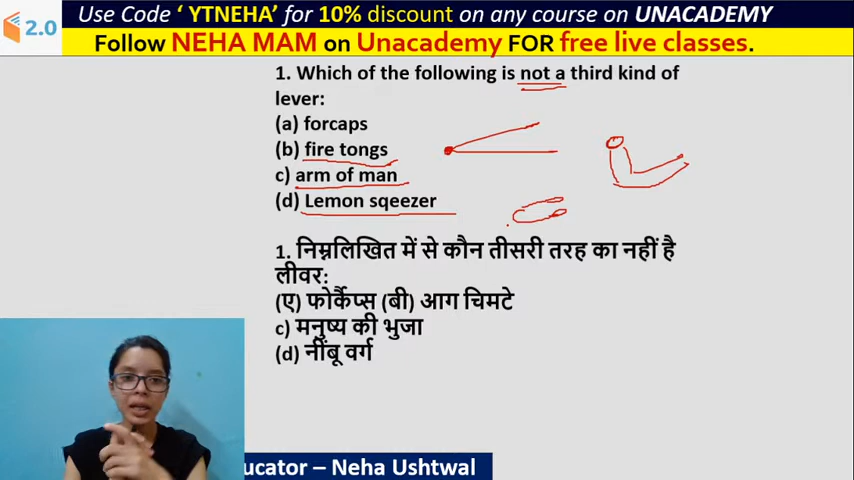 Use Code ‘ YTNEHA’ for 10% discount on any course on UNACADEMY
2.0
Follow NEHA MAM on Unacademy FOR free live classes.
1. Which of the following is not a third kind of
lever:
(a) forcaps
(b) fire tongs
c) arm of man
(d) Lemon sqeezer
1. निम्नलिखित में से कौन तीसरी तरह का नहीं है
लीवर:
(ए) फोर्कैप्स (बी) आग चिमटे
c) मनुष्य की भुजा
(d) नींबू वर्ग
ucator – Neha Ushtwal